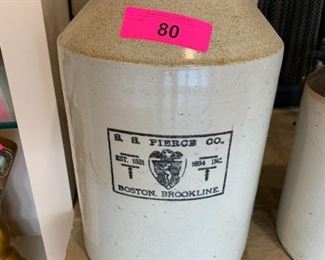 80
S. S. PIERCE CO.
EST. 1831 1894 INC.
BOSTON. BROOKLINE.